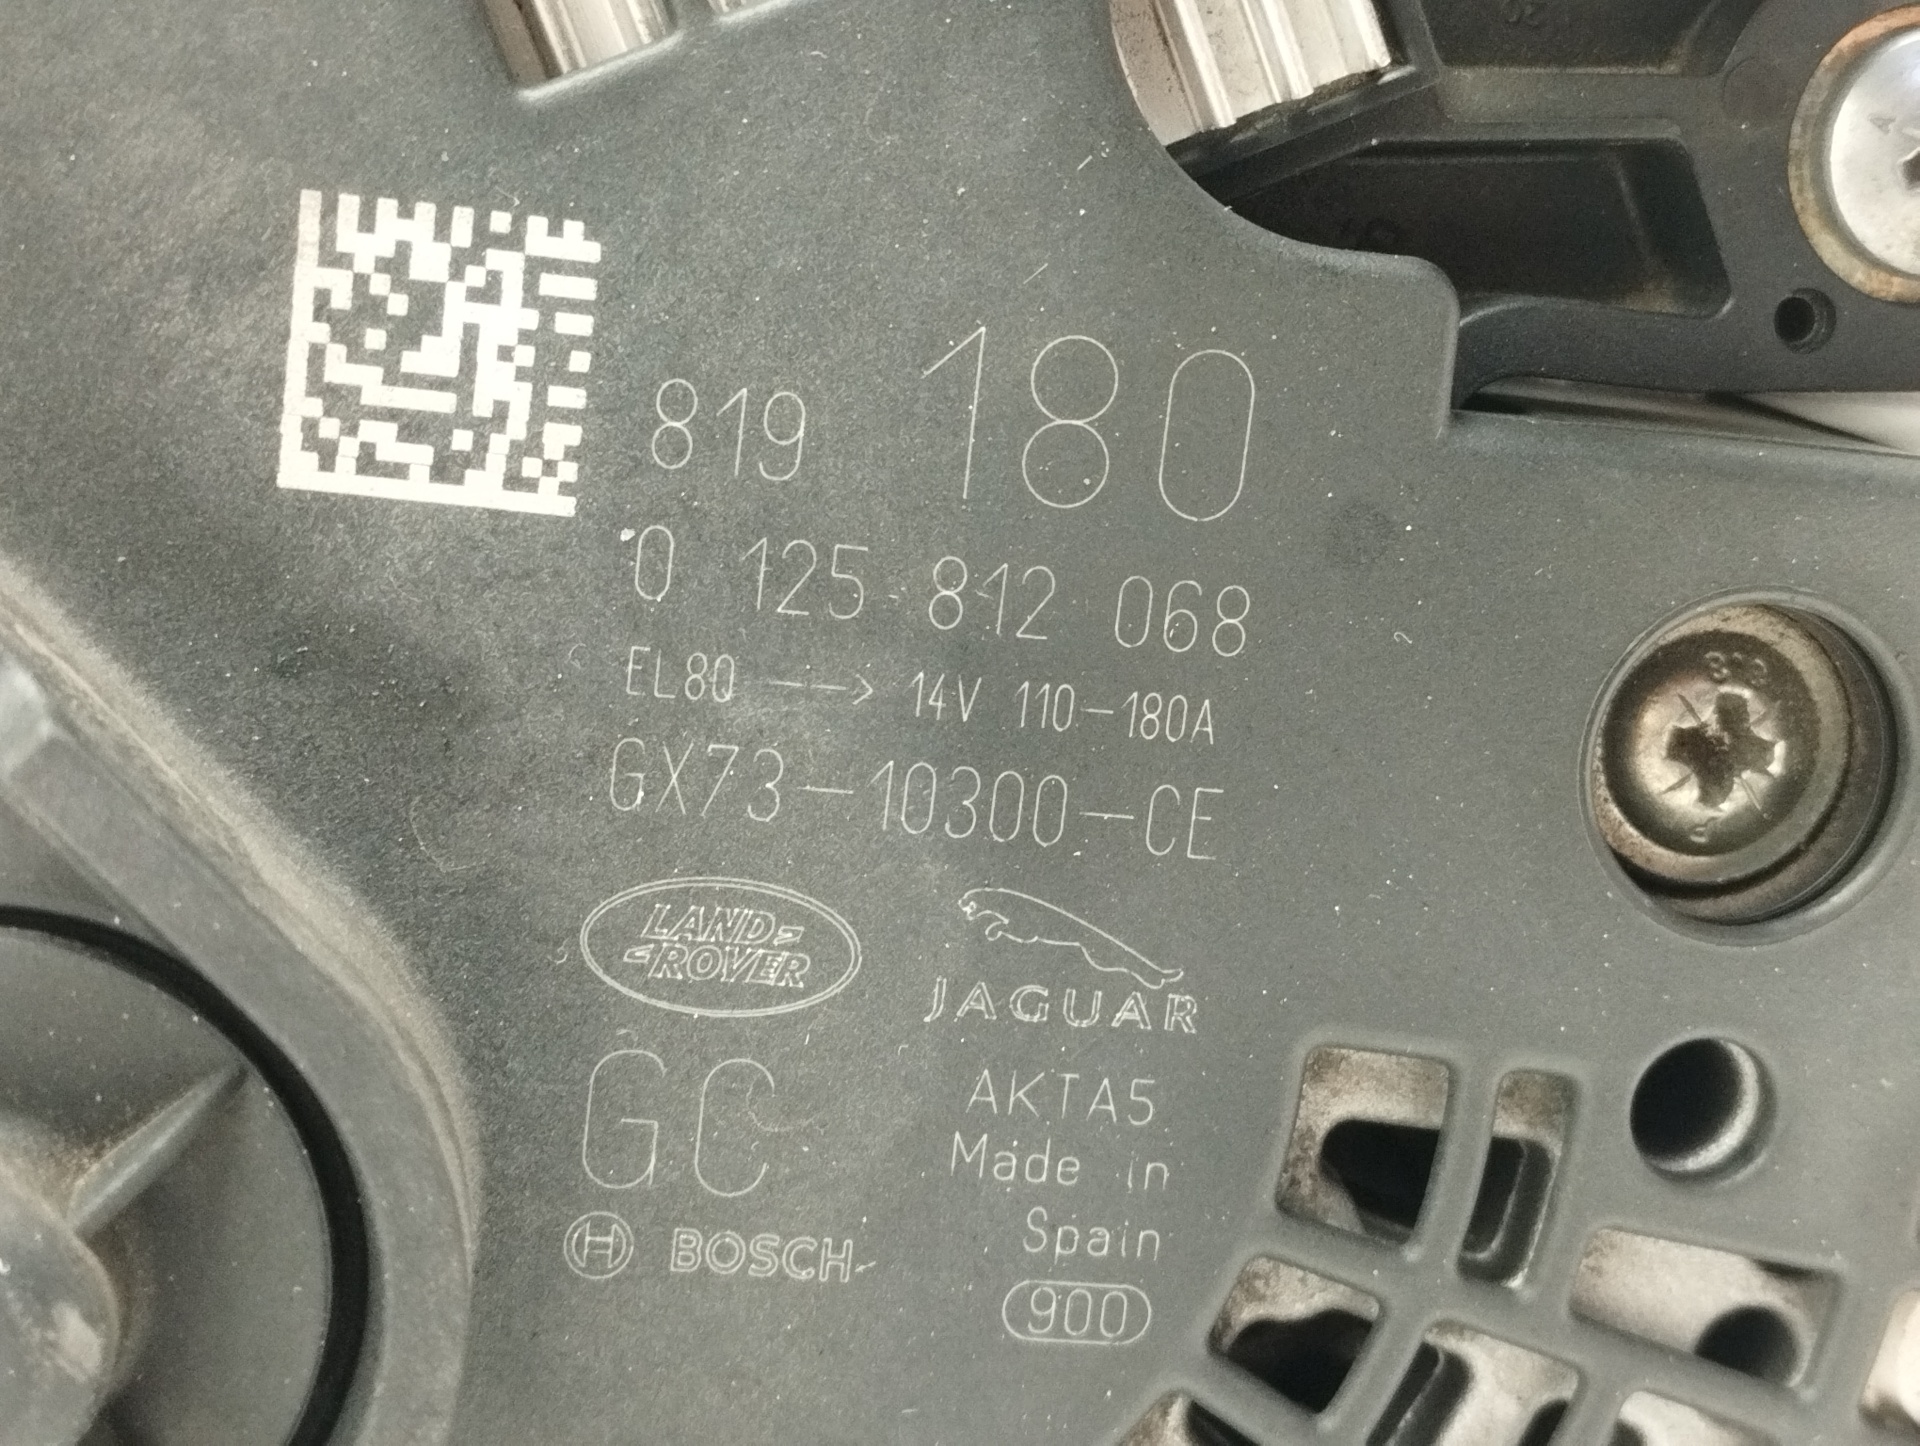 819 180
0 125 812 068
EL80 → 14V 110-180A
GX73-10300-CE
LAND
ROVER
JAGUAR
GC
AKTA5
Made in
Spain
BOSCH
900